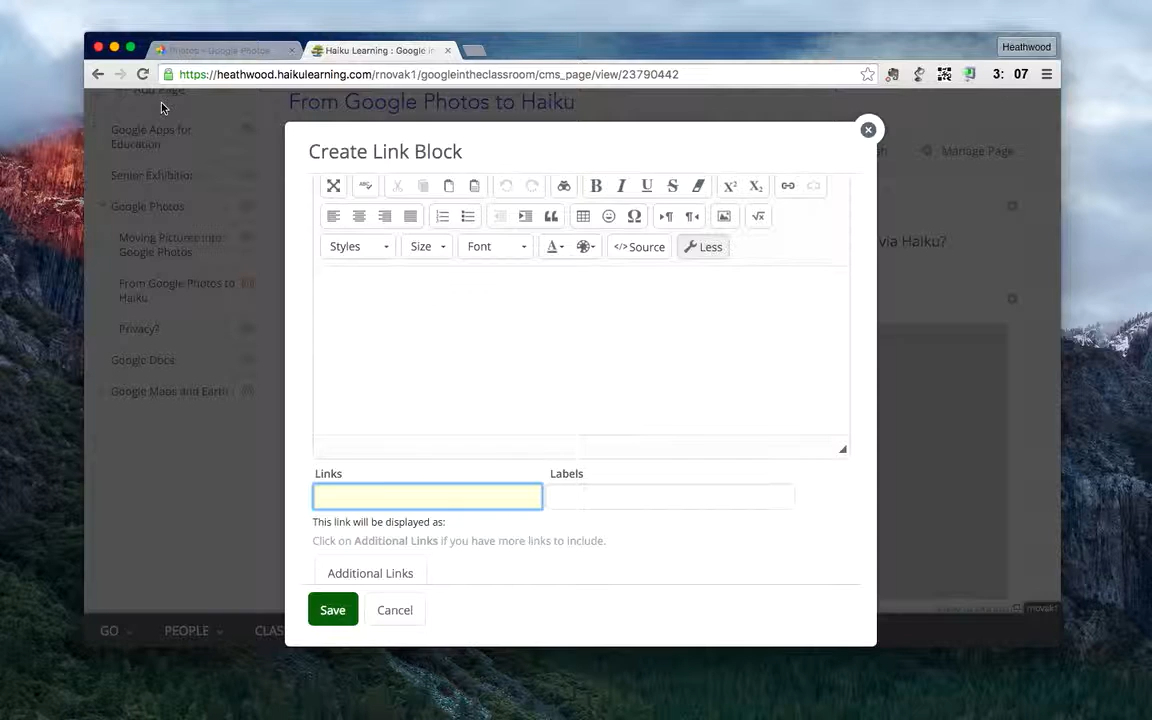 Photos - Google Photos
Haiku Learning : Google in
Heathwood
https://heathwood.haikulearning.com/rnovak1/googleintheclassroom/cms_page/view/23790442
3: 07
Add Page
From Google Photos to Haiku
Google Apps for
Education
Manage Page
Create Link Block
Senior Exhibition
Google Photos
Moving Pictures into
Google Photos
via Haiku?
Styles
Size
Font
Source
Less
From Google Photos to
Haiku
Privacy?
Google Docs
Google Maps and Earth
Links
Labels
This link will be displayed as:
Click on Additional Links if you have more links to include.
Additional Links
Save
Cancel
rnovak1
GO
PEOPLE
CLAS